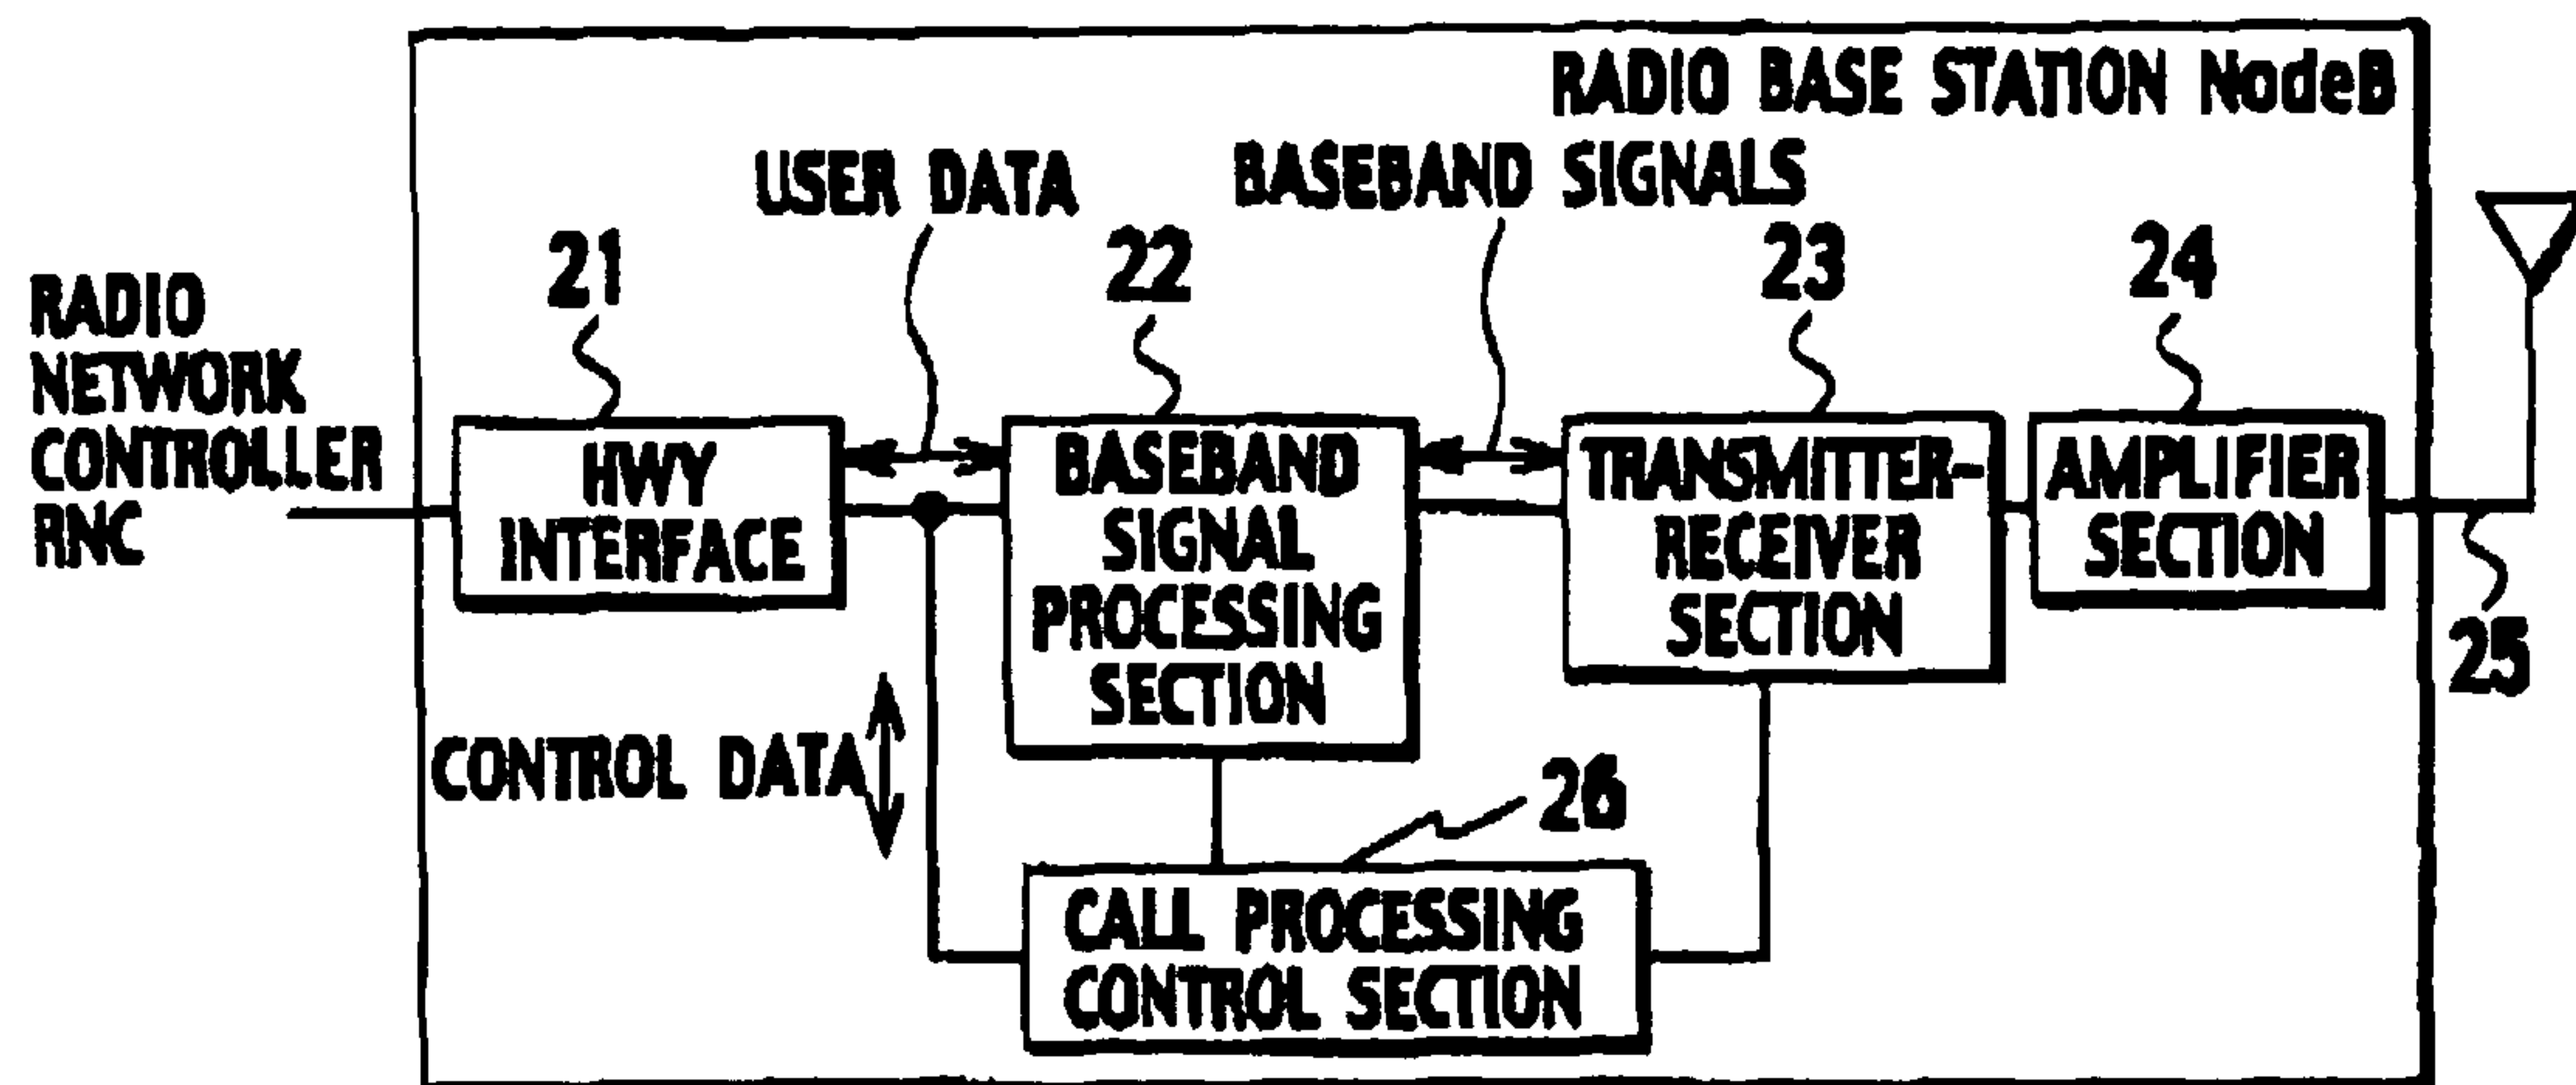 RADIO BASE STATION NodeB
USER DATA
BASEBAND SIGNALS
21
22
23
24
RADIO
NETWORK
CONTROLLER
RNC
HWY
INTERFACE
BASEBAND
SIGNAL
PROCESSING
SECTION
TRANSMITTER-
RECEIVER
SECTION
AMPLIFIER
SECTION
25
CONTROL DATA
26
CALL PROCESSING
CONTROL SECTION